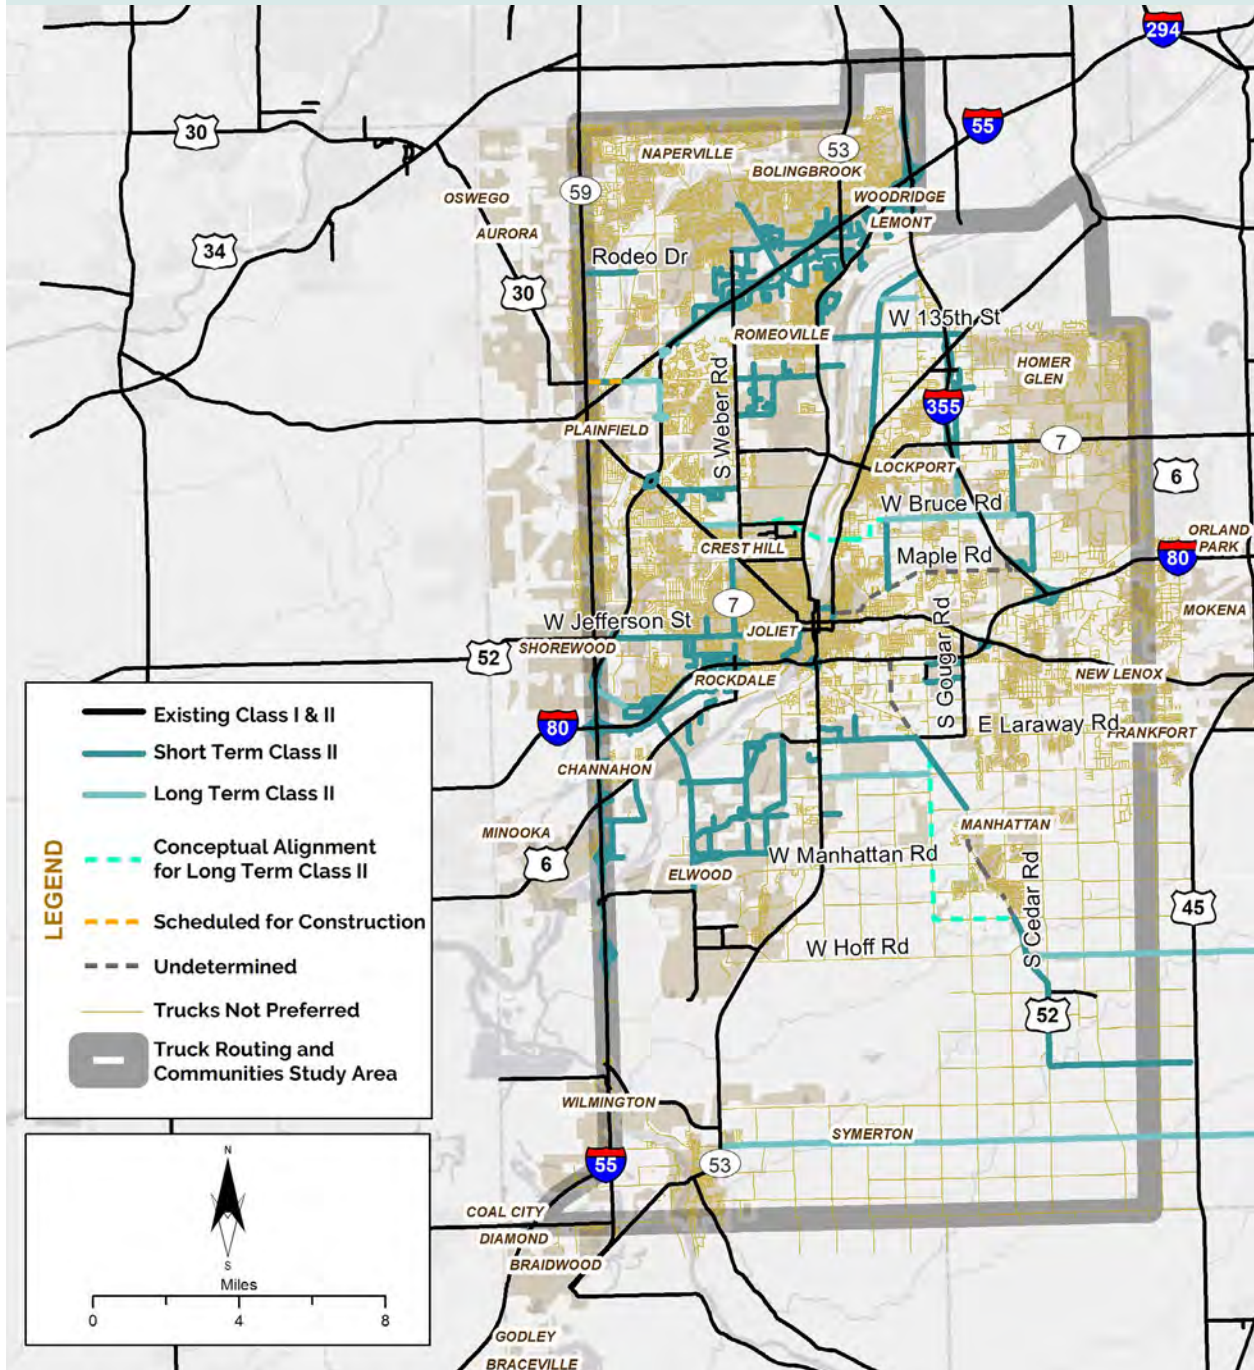 294
55
30
NAPERVILLE
53
BOLINGBROOK
59
OSWEGO
WOODRIDGE
LEMONT
AURORA
34
Rodeo Dr
30
W 135th St
ROMEOVILLE
HOMER
GLEN
S Weber Rd
355
PLAINFIELD
7
LOCKPORT
6
W Bruce Rd
ORLAND
PARK
CREST HILL
Maple Rd
80
7
MOKENA
W Jefferson St
JOLIET
S Gougar Rd
SHOREWOOD
52
ROCKDALE
NEW LENOX
E Laraway Rd
FRANKFORT
80
CHANNAHON
MINOOKA
MANHATTAN
6
W Manhattan Rd
ELWOOD
S Cedar Rd
45
W Hoff Rd
52
WILMINGTON
SYMERTON
55
53
COAL CITY
DIAMOND
BRAIDWOOD
GODLEY
BRACEVILLE
LEGEND
Existing Class I & II
Short Term Class II
Long Term Class II
Conceptual Alignment
for Long Term Class II
Scheduled for Construction
Undetermined
Trucks Not Preferred
Truck Routing and
Communities Study Area
N
S
Miles
0 4 8